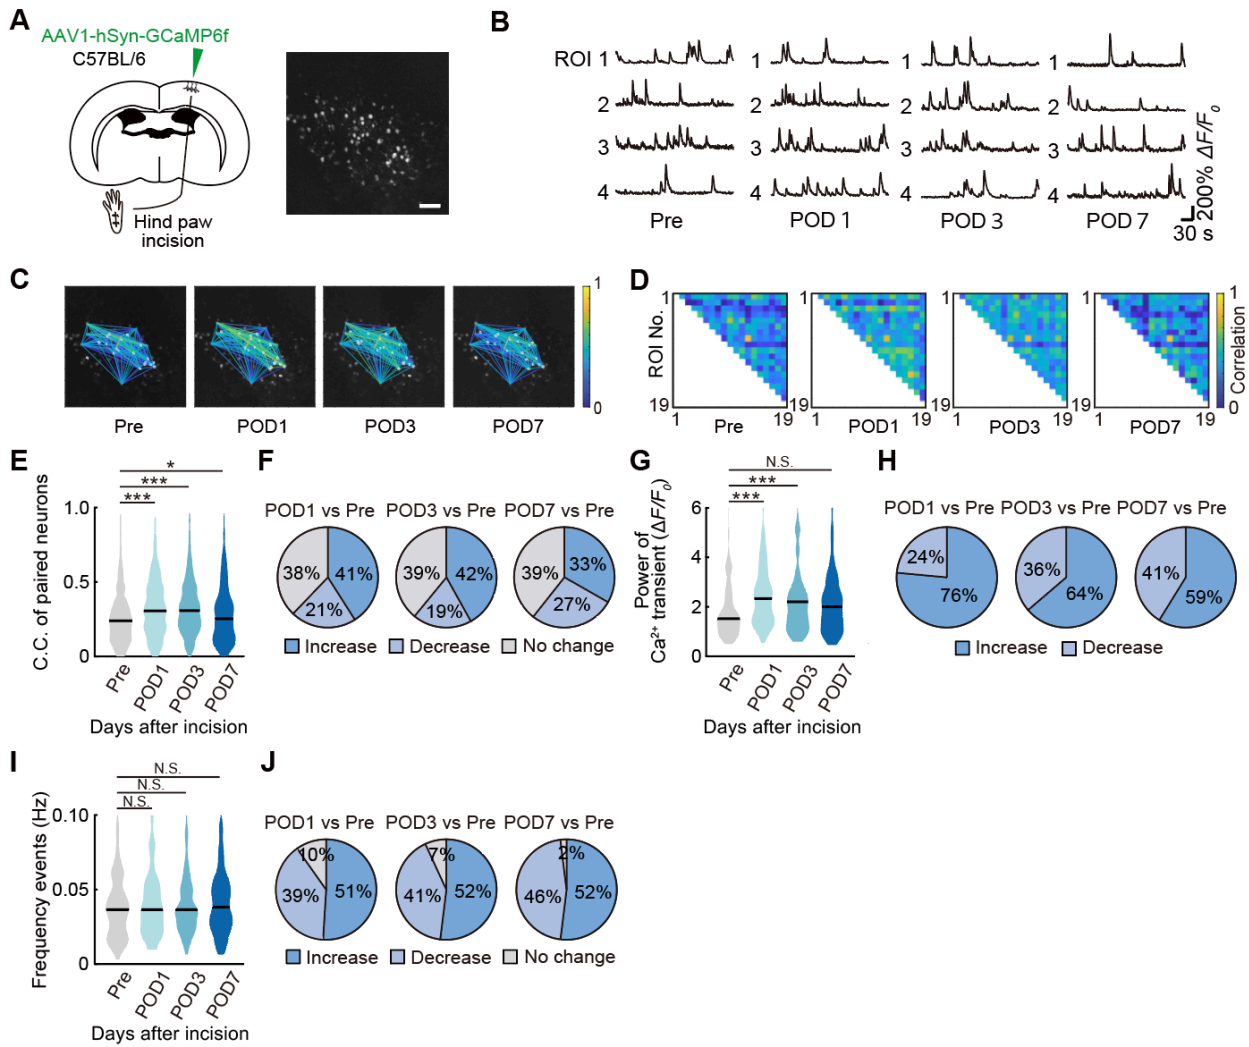 A
AAV1-hSyn-GCaMP6f
C57BL/6
Hind paw
incision
B
ROI 1
2
3
4
1
2
3
4
1
2
3
4
1
2
3
4
Pre
POD 1
POD 3
POD 7
30 s
200% ΔF/F₀
C
Pre
POD1
POD3
POD7
1
0
D
ROI No.
1
19
1
19
Pre
1
19
1
19
POD1
1
19
1
19
POD3
1
19
1
19
POD7
1
0
Correlation
E
C.C. of paired neurons
1.0
0.5
0
***
***
*
Pre
POD1
POD3
POD7
Days after incision
F
POD1 vs Pre
POD3 vs Pre
POD7 vs Pre
38%
41%
21%
39%
42%
19%
39%
33%
27%
Increase
Decrease
No change
G
Power of
Ca²⁺ transient (ΔF/F₀)
6
4
2
0
***
***
N.S.
Pre
POD1
POD3
POD7
Days after incision
H
POD1 vs Pre
POD3 vs Pre
POD7 vs Pre
24%
76%
36%
64%
41%
59%
Increase
Decrease
I
Frequency events (Hz)
0.10
0.05
0
N.S.
N.S.
N.S.
Pre
POD1
POD3
POD7
Days after incision
J
POD1 vs Pre
POD3 vs Pre
POD7 vs Pre
10%
39%
51%
7%
41%
52%
2%
46%
52%
Increase
Decrease
No change